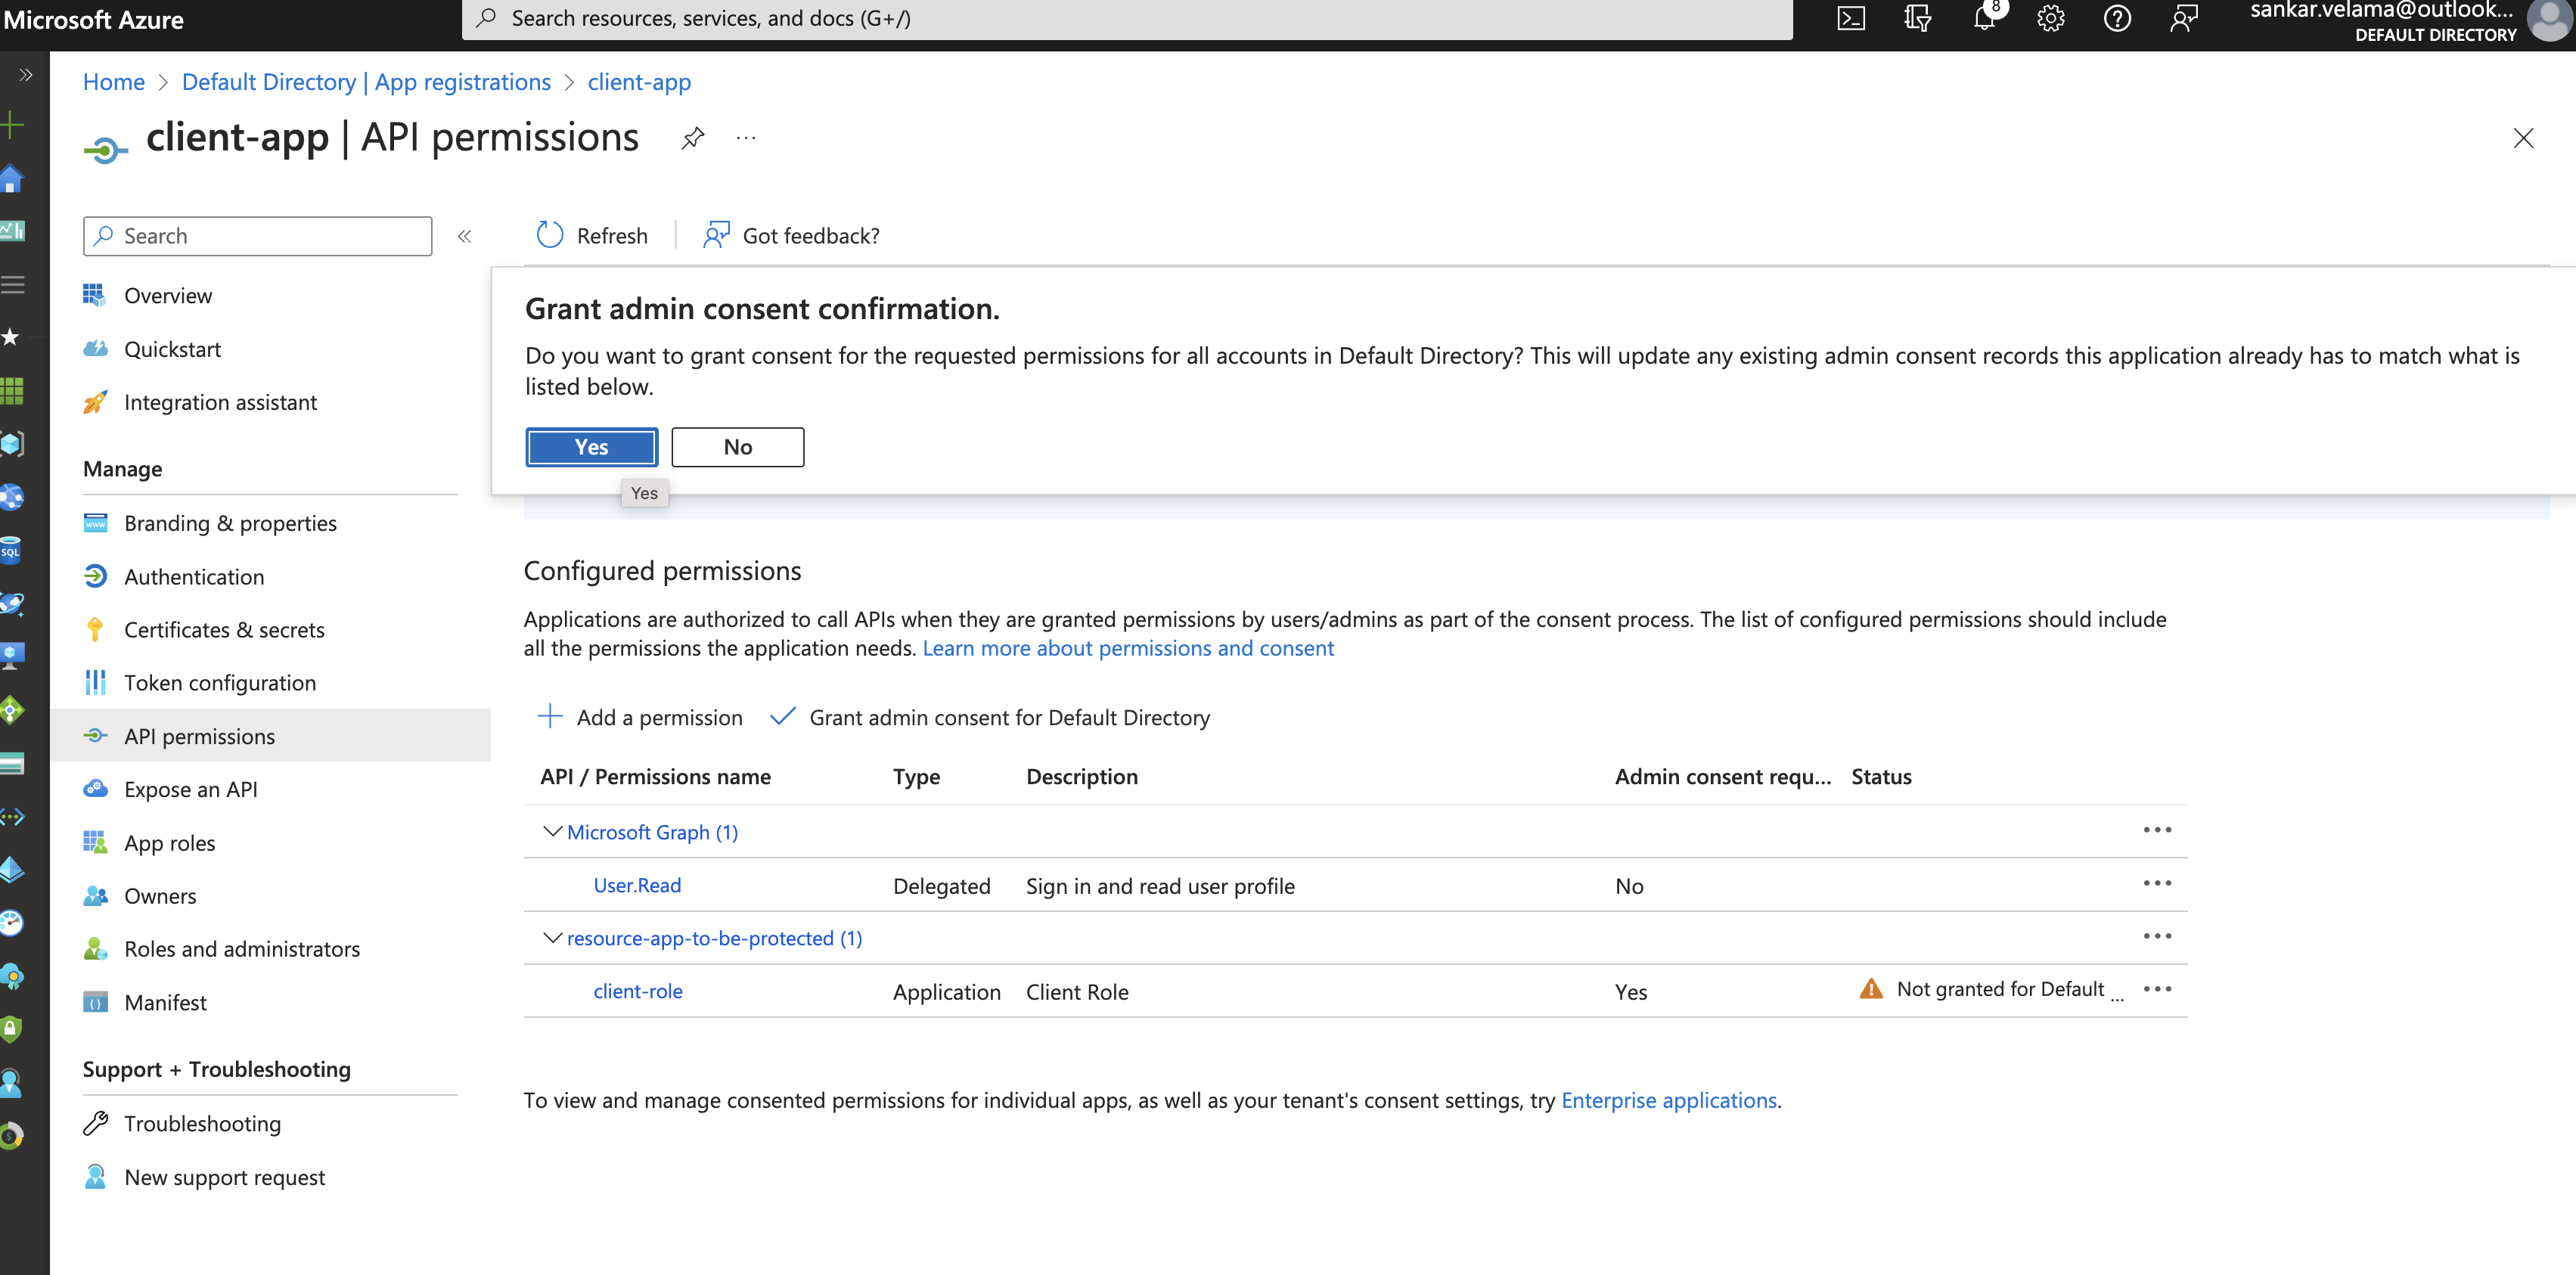 Microsoft Azure
Search resources, services, and docs (G+/)
8
sankar.velama@outlook...
DEFAULT DIRECTORY
Home > Default Directory | App registrations > client-app
client-app | API permissions
Search
Refresh
Got feedback?
Overview
Quickstart
Integration assistant
Manage
Branding & properties
Authentication
Certificates & secrets
Token configuration
API permissions
Expose an API
App roles
Owners
Roles and administrators
Manifest
Support + Troubleshooting
Troubleshooting
New support request
Grant admin consent confirmation.
Do you want to grant consent for the requested permissions for all accounts in Default Directory? This will update any existing admin consent records this application already has to match what is
listed below.
Yes No
Yes
Configured permissions
Applications are authorized to call APIs when they are granted permissions by users/admins as part of the consent process. The list of configured permissions should include
all the permissions the application needs. Learn more about permissions and consent
Add a permission Grant admin consent for Default Directory
API / Permissions name Type Description Admin consent requ... Status
Microsoft Graph (1)
User.Read Delegated Sign in and read user profile No
resource-app-to-be-protected (1)
client-role Application Client Role Yes Not granted for Default ...
To view and manage consented permissions for individual apps, as well as your tenant's consent settings, try Enterprise applications.
SQL